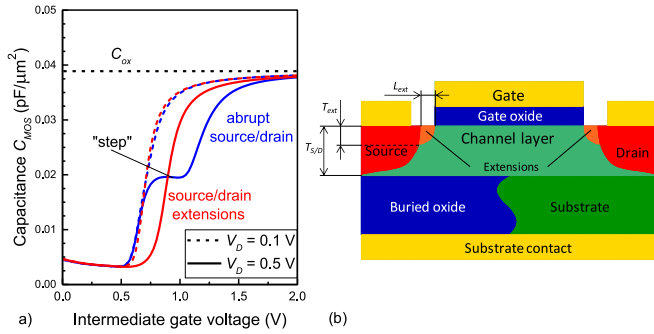 a)
0.05
0.04
0.03
0.02
0.01
0.00
Capacitance C_MOS (pF/μm²)
C_ox
abrupt
source/drain
"step"
source/drain
extensions
V_D = 0.1 V
V_D = 0.5 V
0.0 0.5 1.0 1.5 2.0
Intermediate gate voltage (V)
(b)
L_ext
Gate
T_ext
Gate oxide
Channel layer
T_S/D
Source
Extensions
Drain
Buried oxide
Substrate
Substrate contact